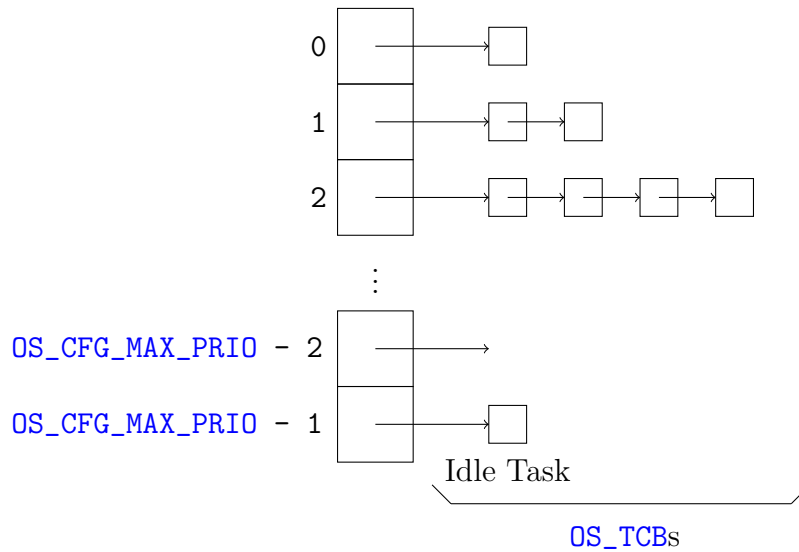 0
1
2
⋮
OS_CFG_MAX_PRIO - 2
OS_CFG_MAX_PRIO - 1
Idle Task
OS_TCBs